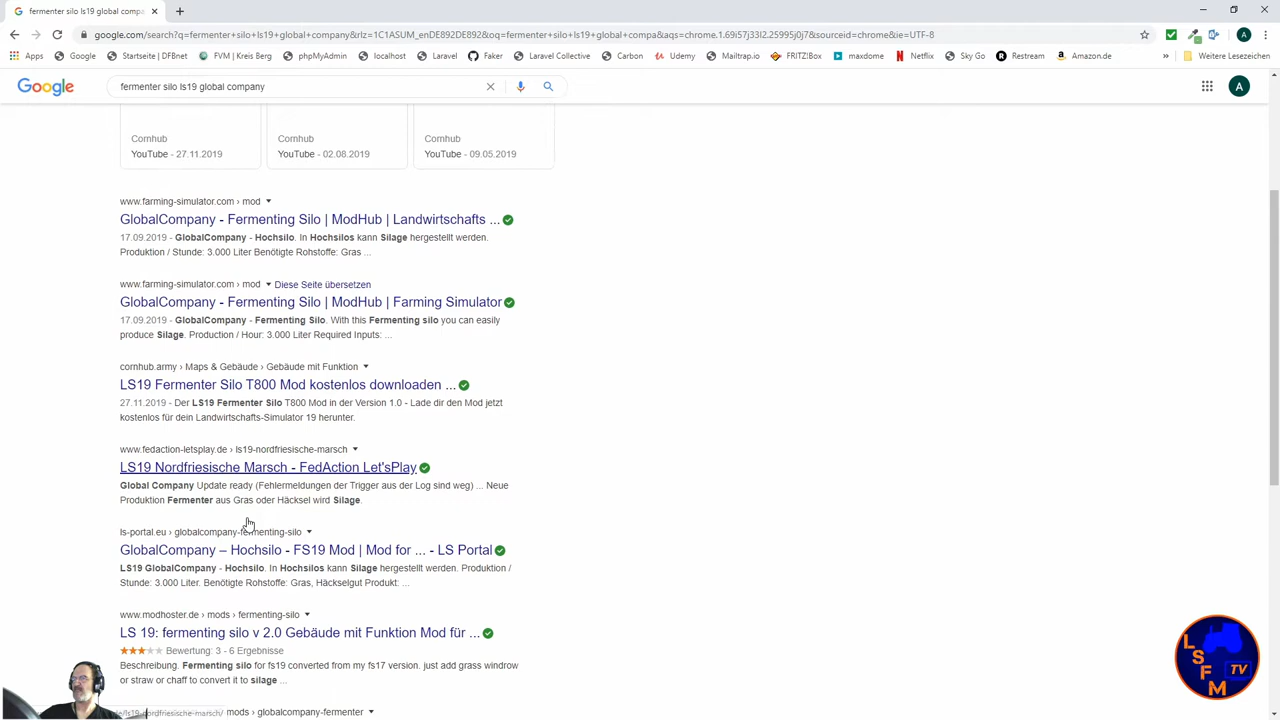 fermenter silo ls19 global comp
google.com/search?q=fermenter+silo+ls19+global+company&rlz=1C1ASUM_enDE892DE892&oq=fermenter+silo+ls19+global+compa&aqs=chrome.1.69i57j33l2.25995j0j7&sourceid=chrome&ie=UTF-8
A
Apps Google Startseite | DFBnet FVM | Kreis Berg phpMyAdmin localhost Laravel FakeV Laravel Collective Carbon Udemy Mailtrap.io FRITZ!Box maxdome Netflix Sky Go Restream Amazon.de » Weitere Lesezeichen
Google fermenter silo ls19 global company A
Cornhub Cornhub Cornhub
YouTube - 27.11.2019 YouTube - 02.08.2019 YouTube - 09.05.2019
www.farming-simulator.com › mod
GlobalCompany - Fermenting Silo | ModHub | Landwirtschafts ...
17.09.2019 - GlobalCompany - Hochsilo. In Hochsilos kann Silage hergestellt werden.
Produktion / Stunde: 3.000 Liter Benötigte Rohstoffe: Gras ...
www.farming-simulator.com › mod Diese Seite übersetzen
GlobalCompany - Fermenting Silo | ModHub | Farming Simulator
17.09.2019 - GlobalCompany - Fermenting Silo. With this Fermenting silo you can easily
produce Silage. Production / Hour: 3.000 Liter Required Inputs: ...
cornhub.army › Maps & Gebäude › Gebäude mit Funktion
LS19 Fermenter Silo T800 Mod kostenlos downloaden ...
27.11.2019 - Der LS19 Fermenter Silo T800 Mod in der Version 1.0 - Lade dir den Mod jetzt
kostenlos für dein Landwirtschafts-Simulator 19 herunter.
www.fedaction-letsplay.de › ls19-nordfriesische-marsch
LS19 Nordfriesische Marsch - FedAction Let'sPlay
Global Company Update ready (Fehlermeldungen der Trigger aus der Log sind weg) ... Neue
Produktion Fermenter aus Gras oder Häcksel wird Silage.
ls-portal.eu › globalcompany-fermenting-silo
GlobalCompany – Hochsilo - FS19 Mod | Mod for ... - LS Portal
LS19 GlobalCompany - Hochsilo. In Hochsilos kann Silage hergestellt werden. Produktion /
Stunde: 3.000 Liter. Benötigte Rohstoffe: Gras, Häckselgut Produkt: ...
www.modhoster.de › mods › fermenting-silo
LS 19: fermenting silo v 2.0 Gebäude mit Funktion Mod für ...
Bewertung: 3 - 6 Ergebnisse
Beschreibung. Fermenting silo for fs19 converted from my fs17 version. just add grass windrow
or straw or chaff to convert it to silage ...
mods › globalcompany-fermenter
LSFM TV